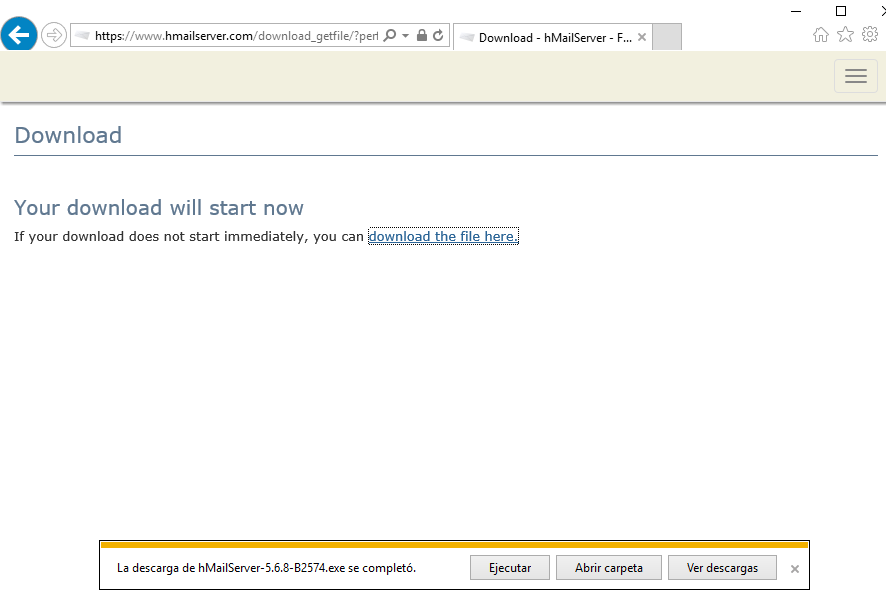 https://www.hmailserver.com/download_getfile/?perf
Download - hMailServer - F...
Download
Your download will start now
If your download does not start immediately, you can download the file here.
La descarga de hMailServer-5.6.8-B2574.exe se completó.
Ejecutar
Abrir carpeta
Ver descargas